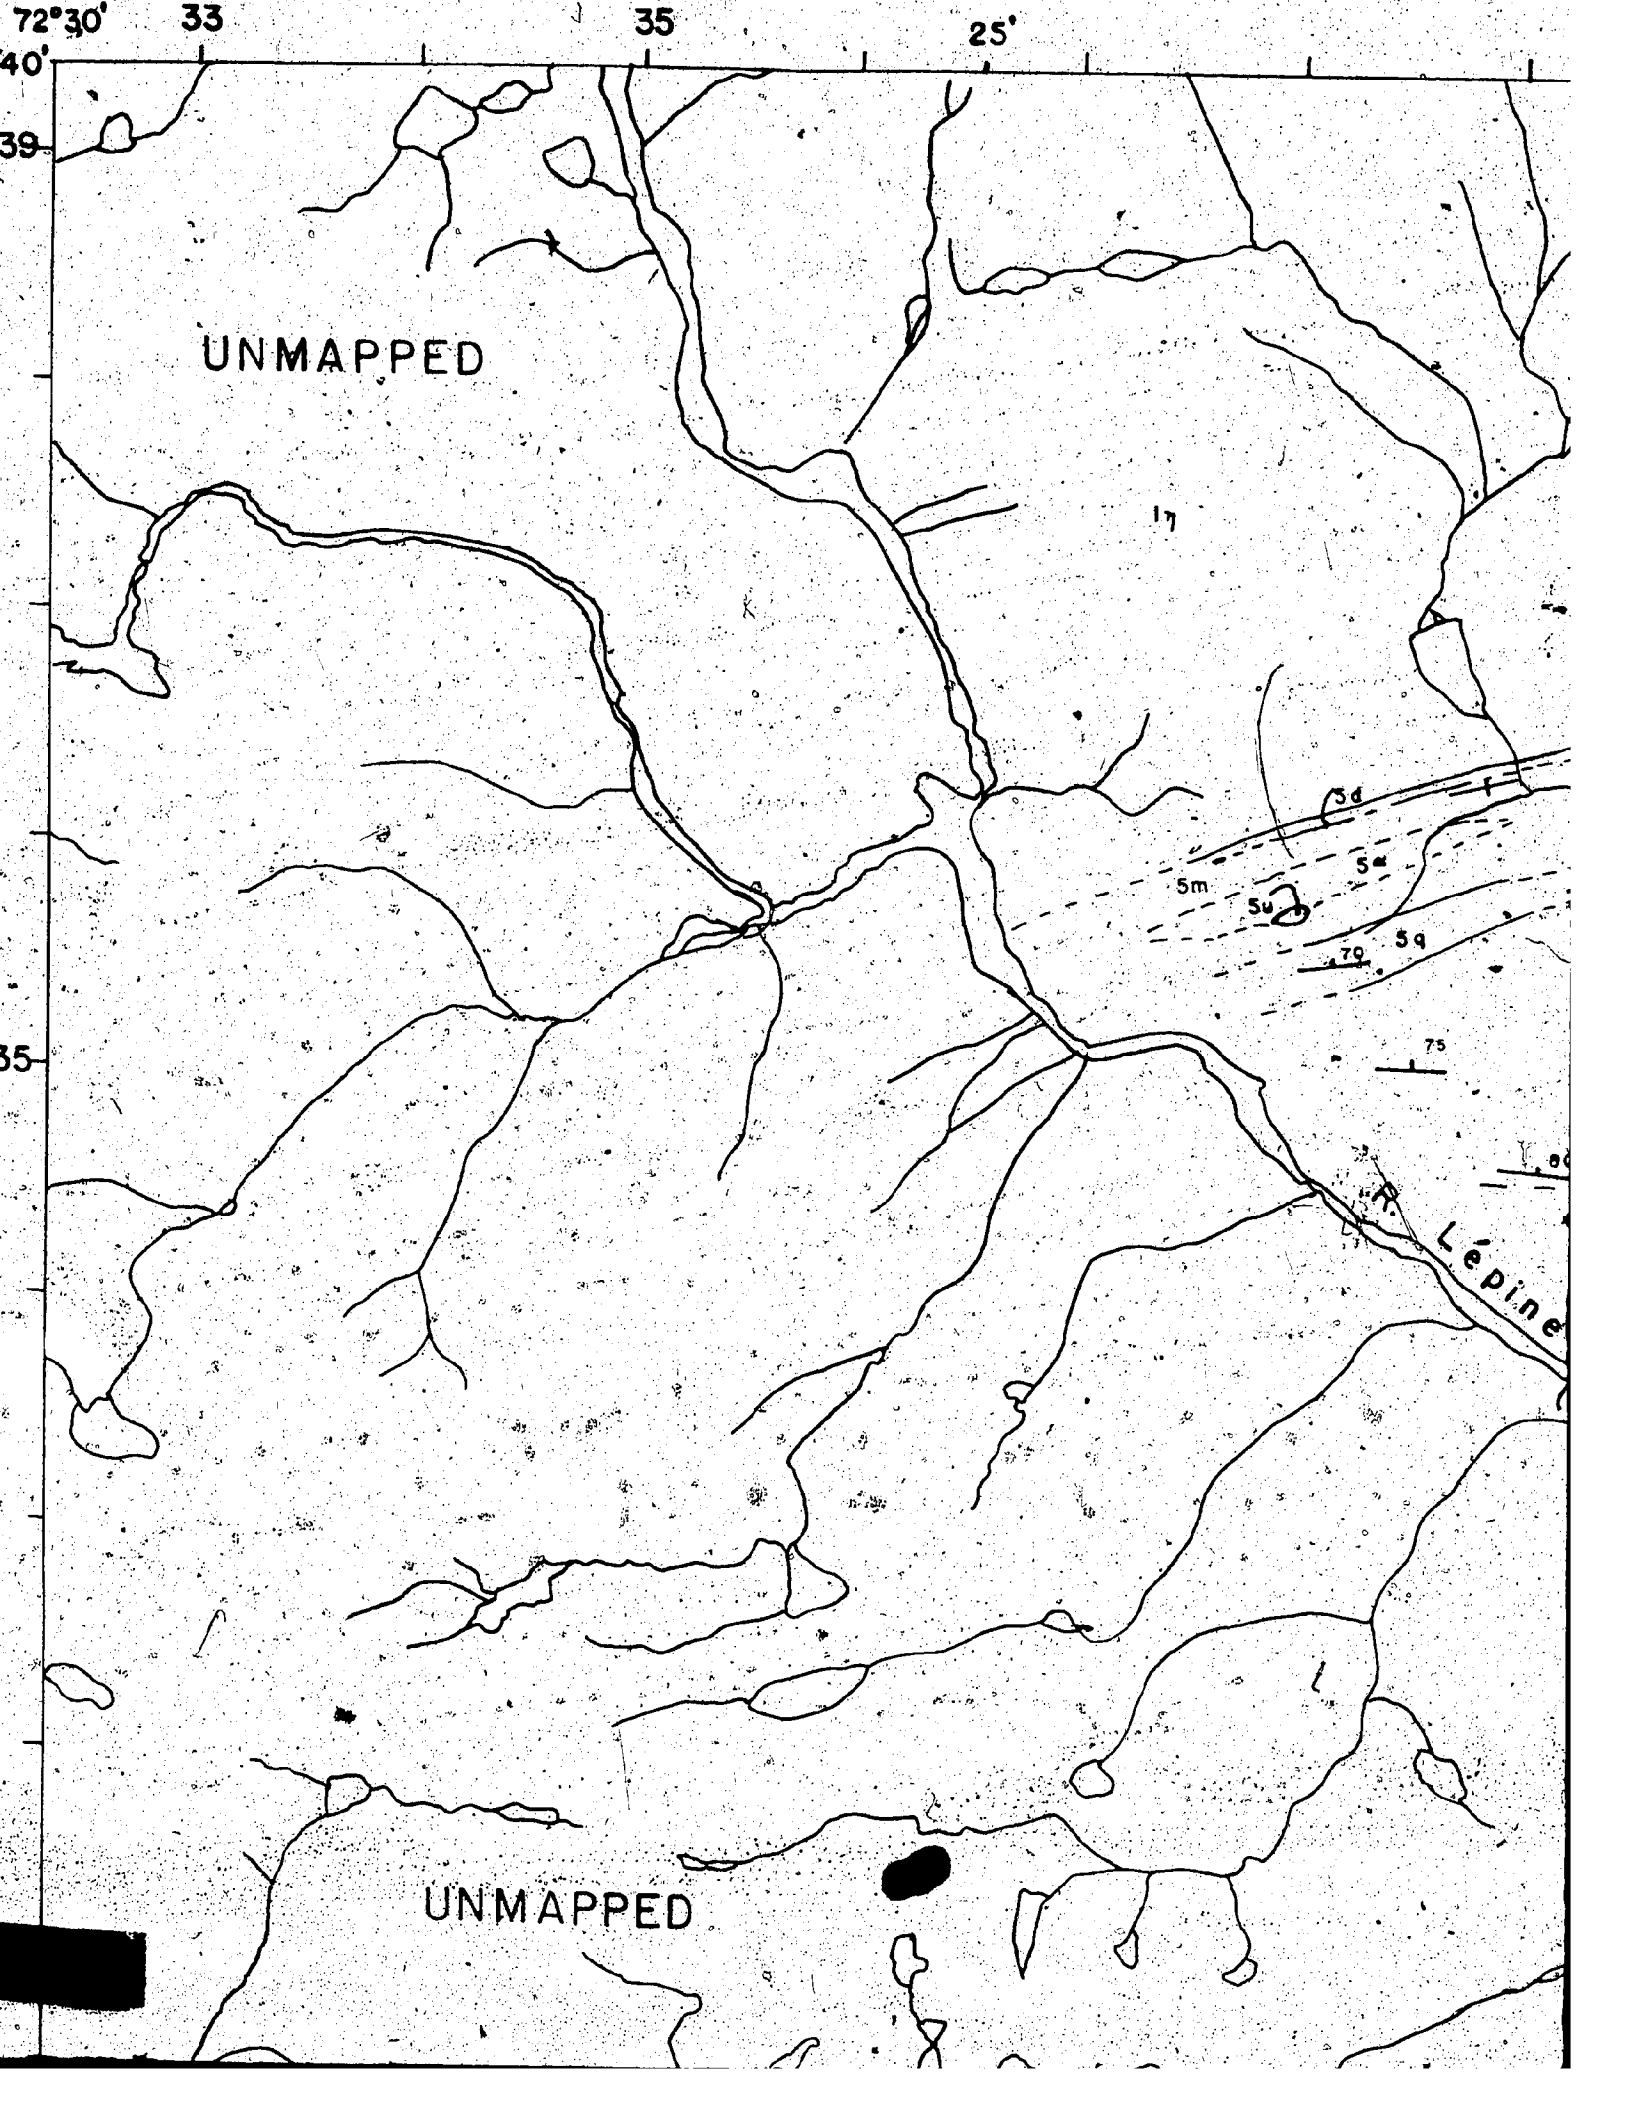 72°30' 33 35 25'
40'
39
UNMAPPED
1η
5d
5m
5u
5q
70
35
75
R. Lépine
UNMAPPED